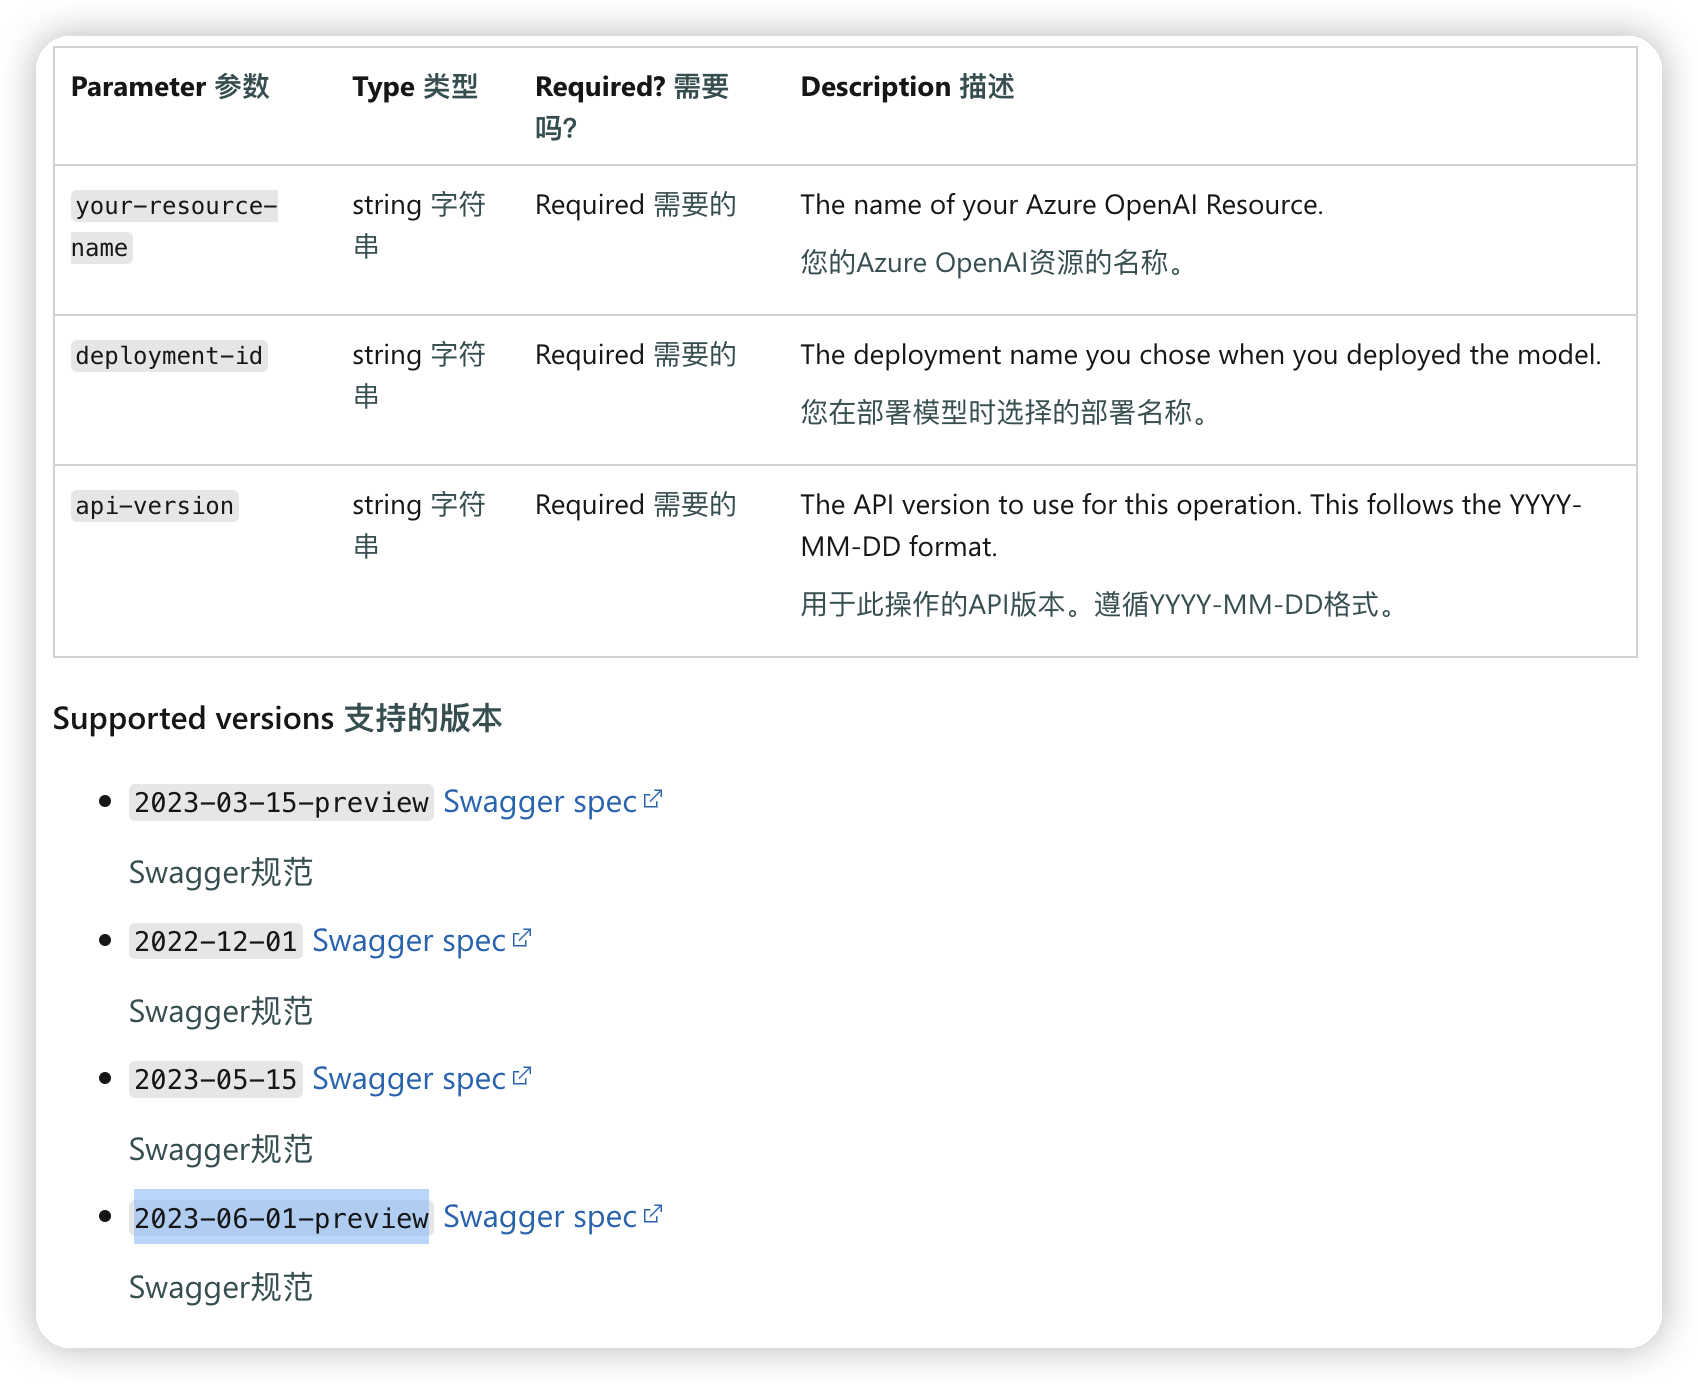 Parameter 参数 Type 类型 Required? 需要吗? Description 描述
your-resource-name string 字符串 Required 需要的 The name of your Azure OpenAI Resource.
您的Azure OpenAI资源的名称。
deployment-id string 字符串 Required 需要的 The deployment name you chose when you deployed the model.
您在部署模型时选择的部署名称。
api-version string 字符串 Required 需要的 The API version to use for this operation. This follows the YYYY-MM-DD format.
用于此操作的API版本。遵循YYYY-MM-DD格式。
Supported versions 支持的版本
2023-03-15-preview Swagger spec
Swagger规范
2022-12-01 Swagger spec
Swagger规范
2023-05-15 Swagger spec
Swagger规范
2023-06-01-preview Swagger spec
Swagger规范